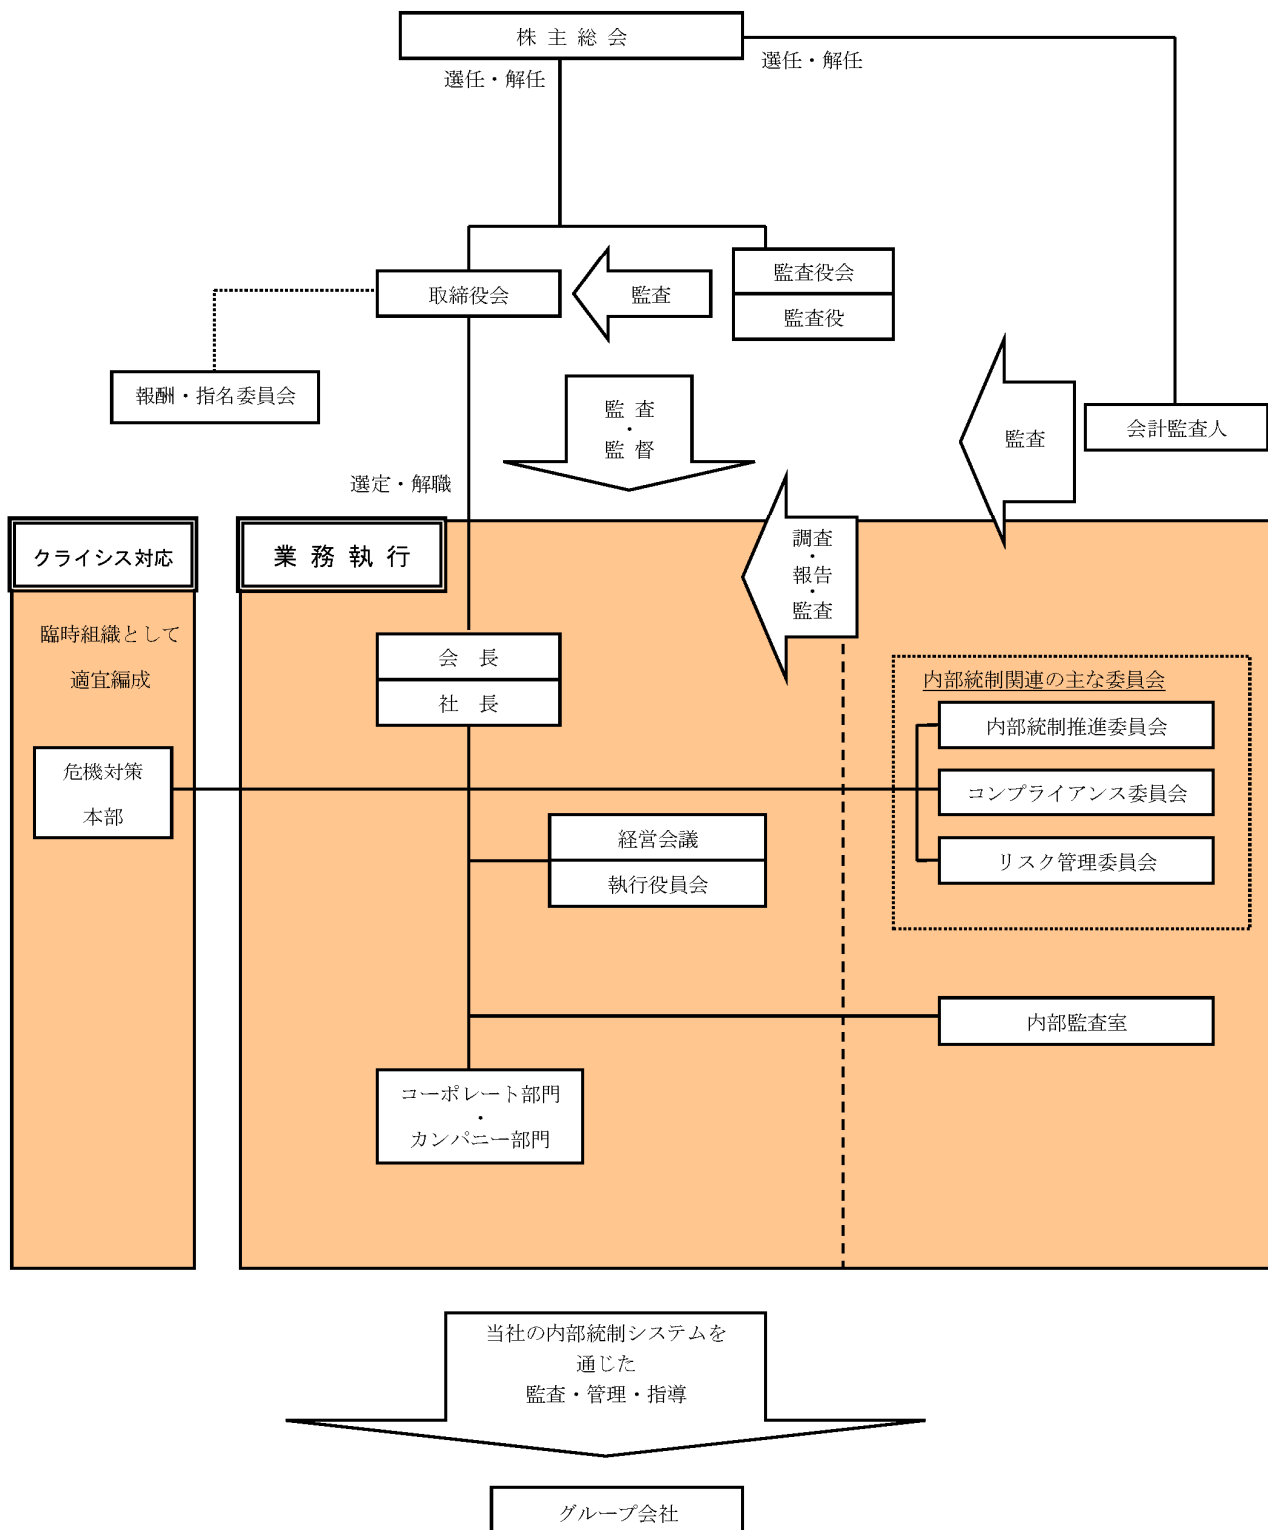 株 主 総 会
選任・解任
選任・解任
取締役会
監査
監査役会
監査役
報酬・指名委員会
監 査
・
監 督
監査
会計監査人
選定・解職
クライシス対応
業 務 執 行
調査
・
報告
・
監査
臨時組織として
適宜編成
会 長
社 長
内部統制関連の主な委員会
内部統制推進委員会
危機対策
本部
コンプライアンス委員会
経営会議
執行役員会
リスク管理委員会
内部監査室
コーポレート部門
・
カンパニー部門
当社の内部統制システムを
通じた
監査・管理・指導
グループ会社